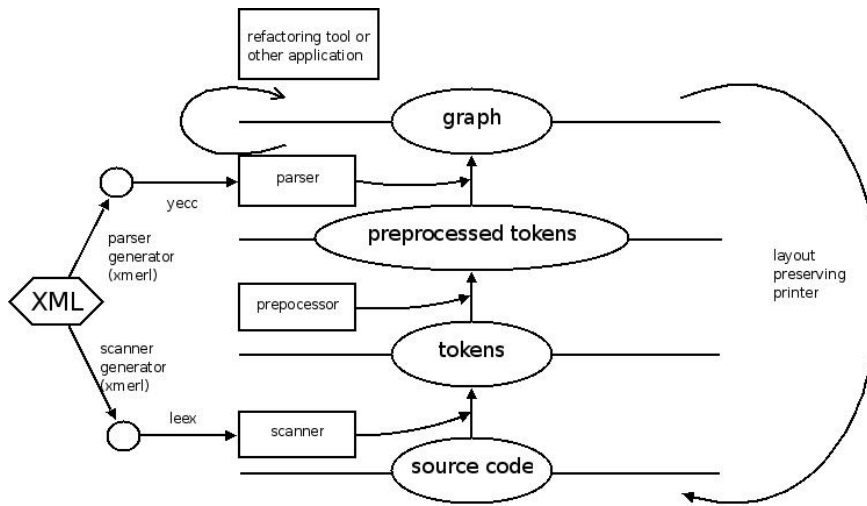 refactoring tool or
other application
graph
parser
yecc
parser
generator
(xmerl)
preprocessed tokens
layout
preserving
printer
XML
prepocessor
scanner
generator
(xmerl)
tokens
leex
scanner
source code